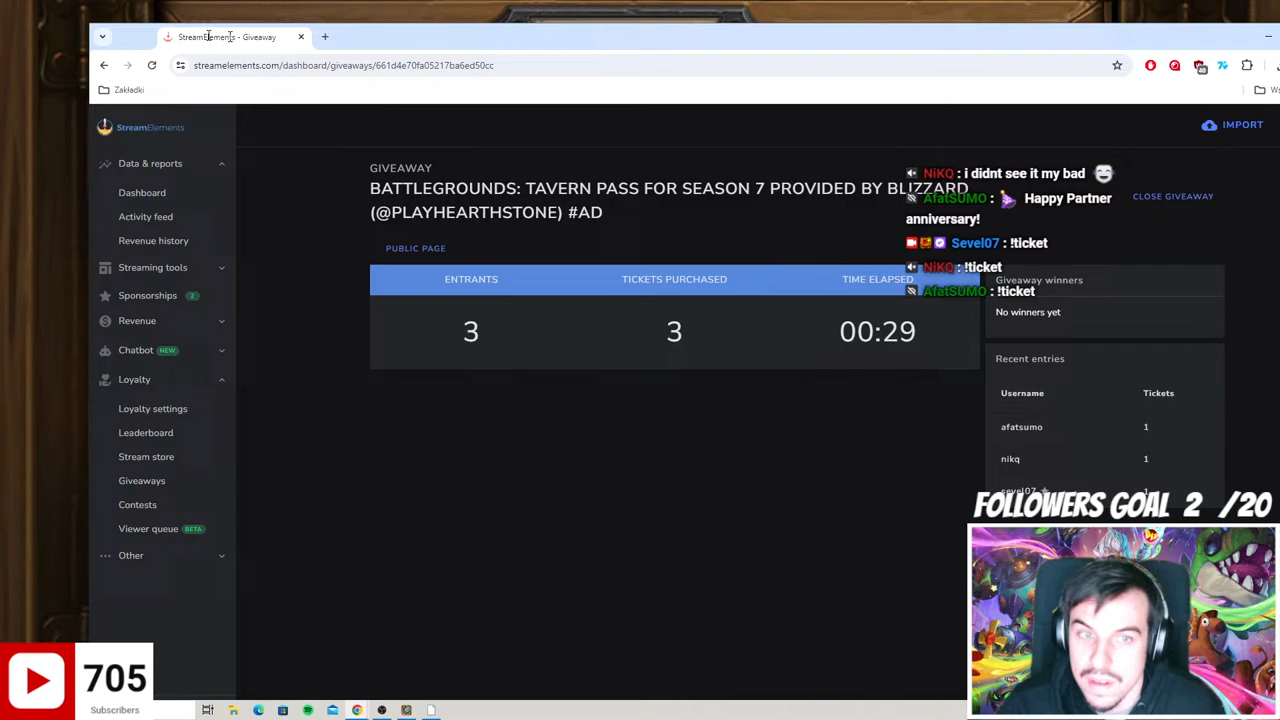 StreamElements - Giveaway
streamelements.com/dashboard/giveaways/661d4e70fa05217ba6ed50cc
Zakładki
Ws
StreamElements
IMPORT
Data & reports
Dashboard
Activity feed
Revenue history
Streaming tools
Sponsorships 2
Revenue
Chatbot NEW
Loyalty
Loyalty settings
Leaderboard
Stream store
Giveaways
Contests
Viewer queue BETA
Other
GIVEAWAY
BATTLEGROUNDS: TAVERN PASS FOR SEASON 7 PROVIDED BY BLIZZARD
(@PLAYHEARTHSTONE) #AD
PUBLIC PAGE
CLOSE GIVEAWAY
ENTRANTS TICKETS PURCHASED TIME ELAPSED
3 3 00:29
NiKQ : i didnt see it my bad
AfatSUMO : Happy Partner
anniversary!
Sevel07 : !ticket
NiKQ : !ticket
AfatSUMO : !ticket
Giveaway winners
No winners yet
Recent entries
Username Tickets
afatsumo 1
nikq 1
sevel07
FOLLOWERS GOAL 2 /20
705
Subscribers